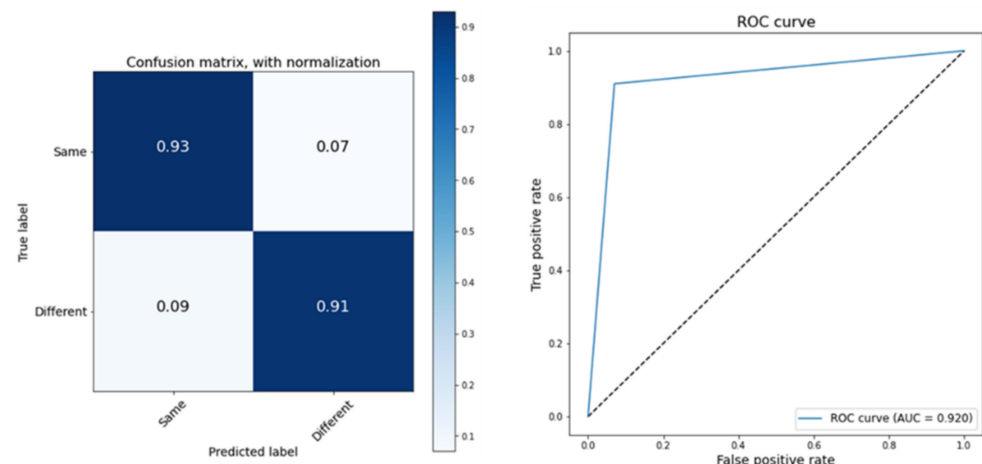 Confusion matrix, with normalization
True label
Same
Different
0.93
0.07
0.09
0.91
Same
Different
Predicted label
0.9
0.8
0.7
0.6
0.5
0.4
0.3
0.2
0.1
ROC curve
True positive rate
1.0
0.8
0.6
0.4
0.2
0.0
ROC curve (AUC = 0.920)
0.0
0.2
0.4
0.6
0.8
1.0
False positive rate